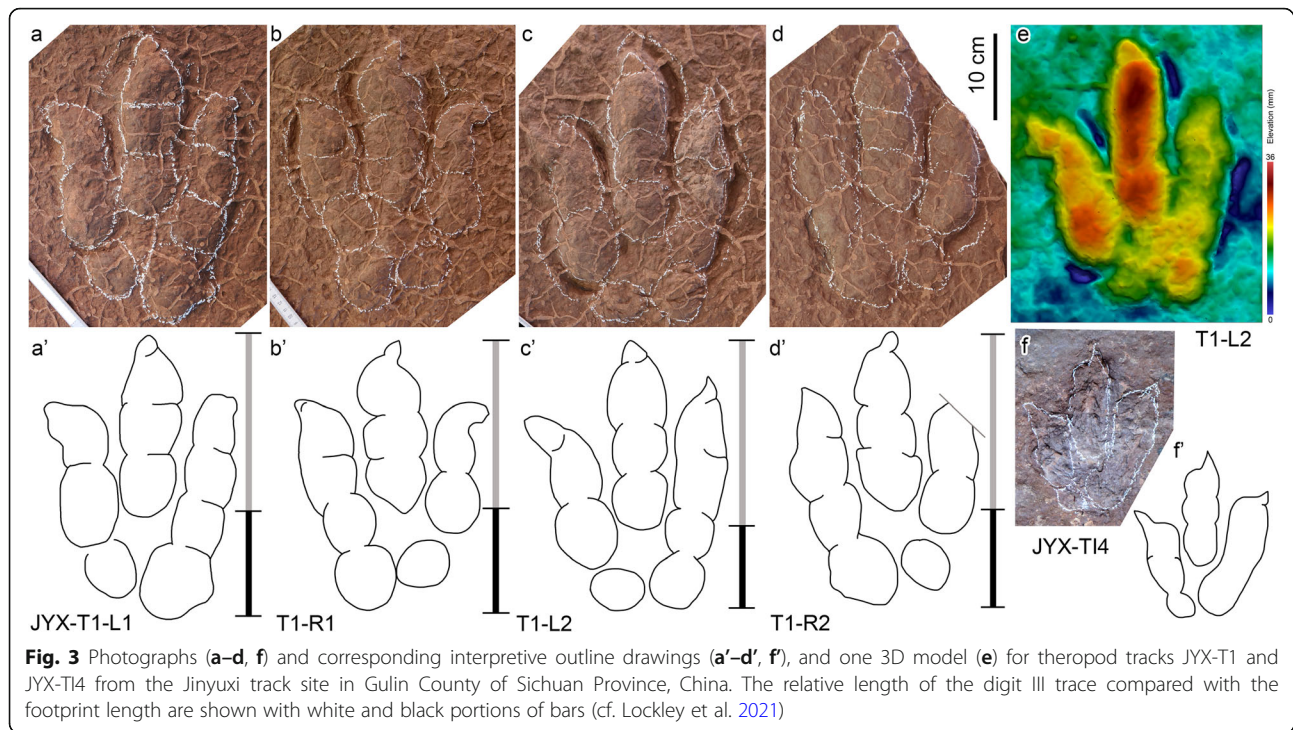 a b c d 10 cm e
Elevation (mm)
36
0
T1-L2
a’ b’ c’ d’ f
f’
JYX-TI4
JYX-T1-L1 T1-R1 T1-L2 T1-R2
Fig. 3 Photographs (a–d, f) and corresponding interpretive outline drawings (a’–d’, f’), and one 3D model (e) for theropod tracks JYX-T1 and
JYX-TI4 from the Jinyuxi track site in Gulin County of Sichuan Province, China. The relative length of the digit III trace compared with the
footprint length are shown with white and black portions of bars (cf. Lockley et al. 2021)